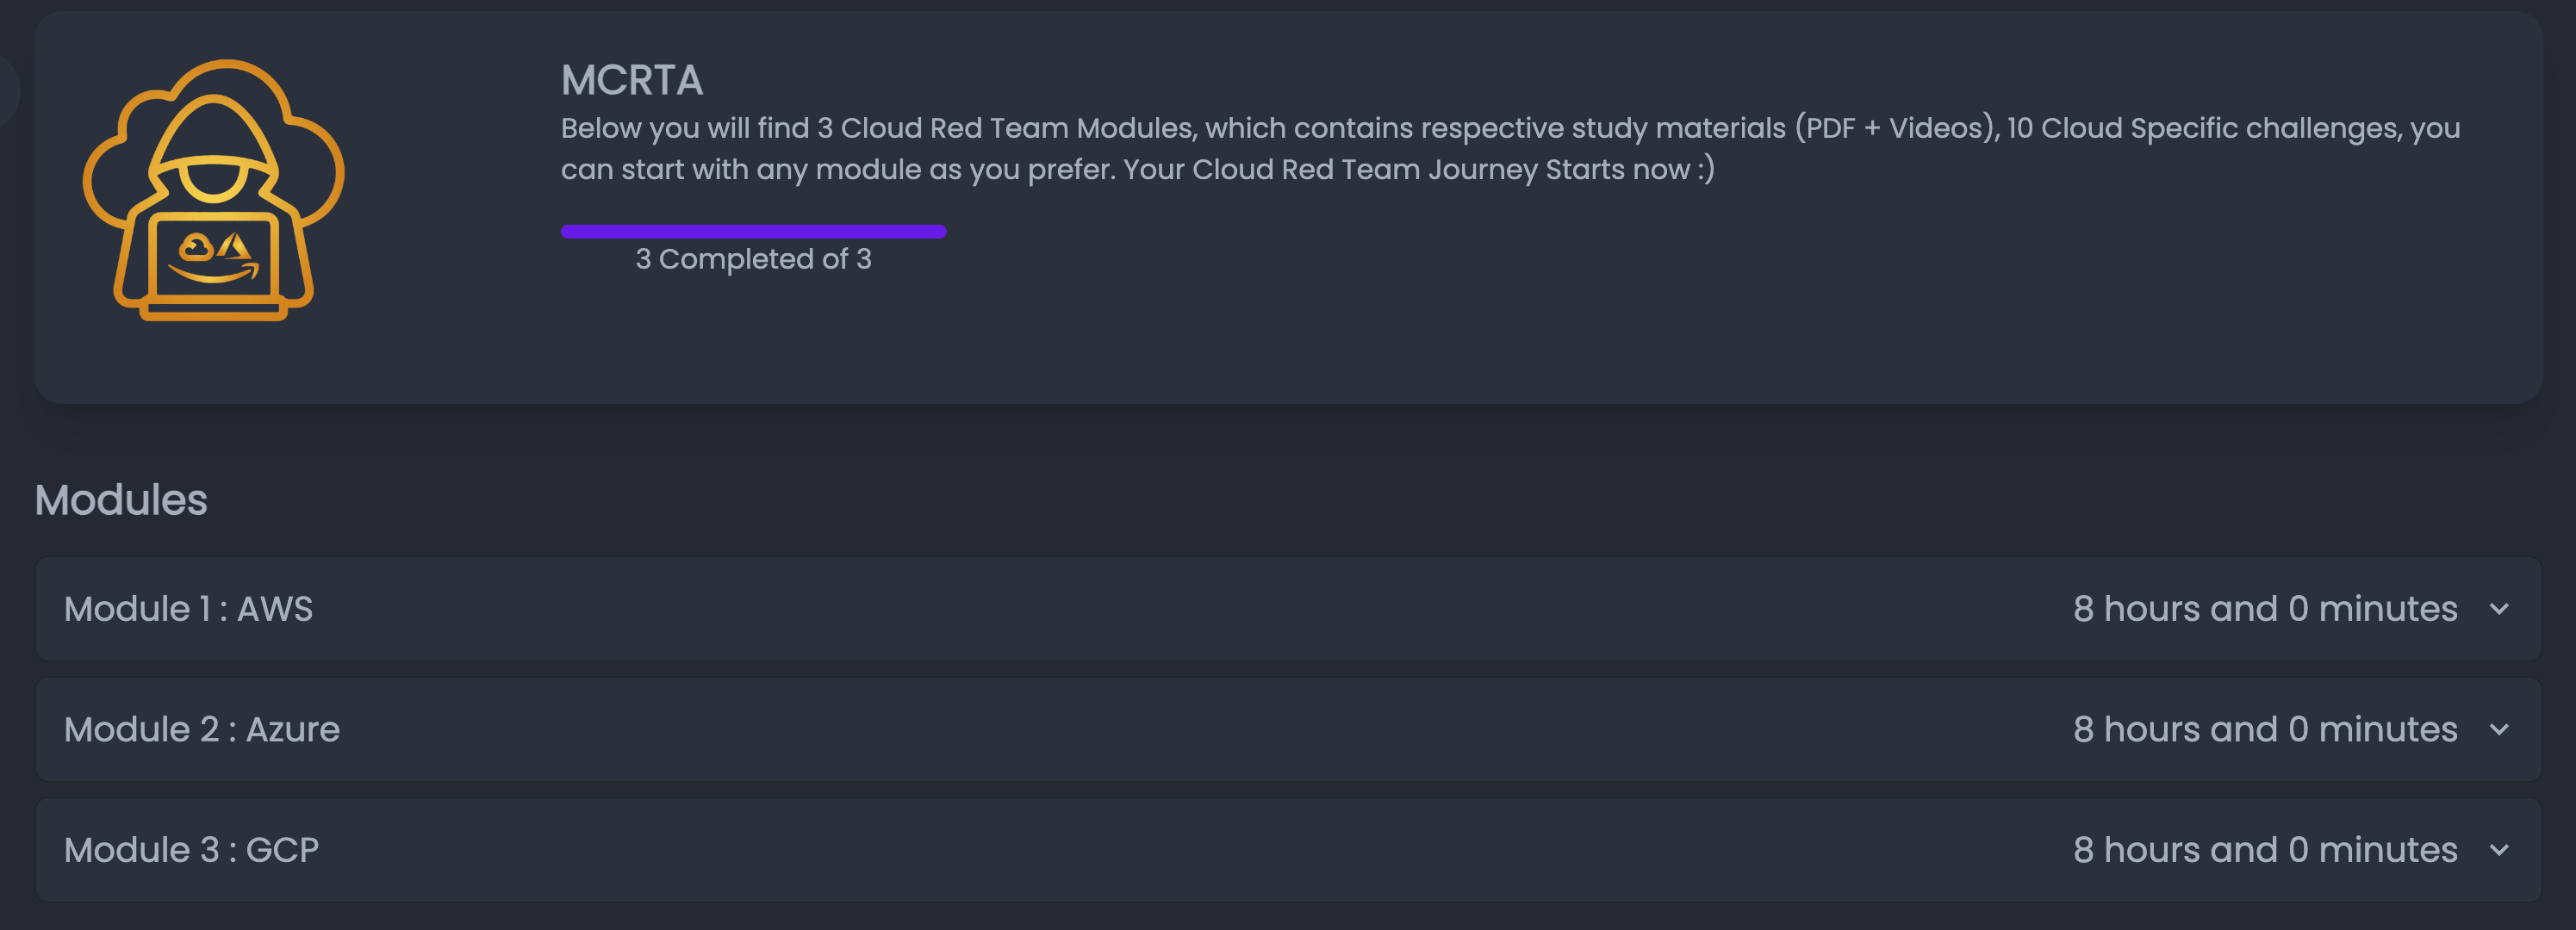 MCRTA
Below you will find 3 Cloud Red Team Modules, which contains respective study materials (PDF + Videos), 10 Cloud Specific challenges, you
can start with any module as you prefer. Your Cloud Red Team Journey Starts now :)
3 Completed of 3
Modules
Module 1 : AWS
8 hours and 0 minutes
Module 2 : Azure
8 hours and 0 minutes
Module 3 : GCP
8 hours and 0 minutes